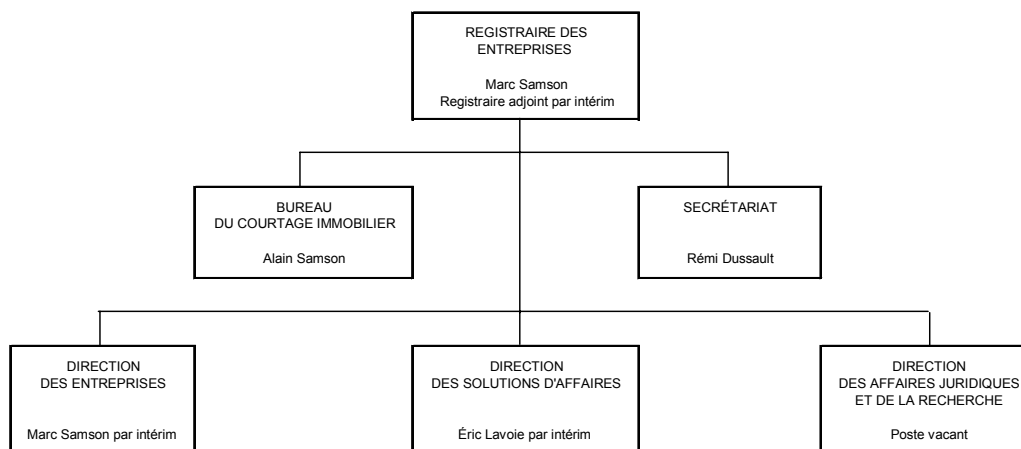 REGISTRAIRE DES
ENTREPRISES
Marc Samson
Registraire adjoint par intérim
BUREAU
DU COURTAGE IMMOBILIER
Alain Samson
SECRÉTARIAT
Rémi Dussault
DIRECTION
DES ENTREPRISES
Marc Samson par intérim
DIRECTION
DES SOLUTIONS D'AFFAIRES
Éric Lavoie par intérim
DIRECTION
DES AFFAIRES JURIDIQUES
ET DE LA RECHERCHE
Poste vacant